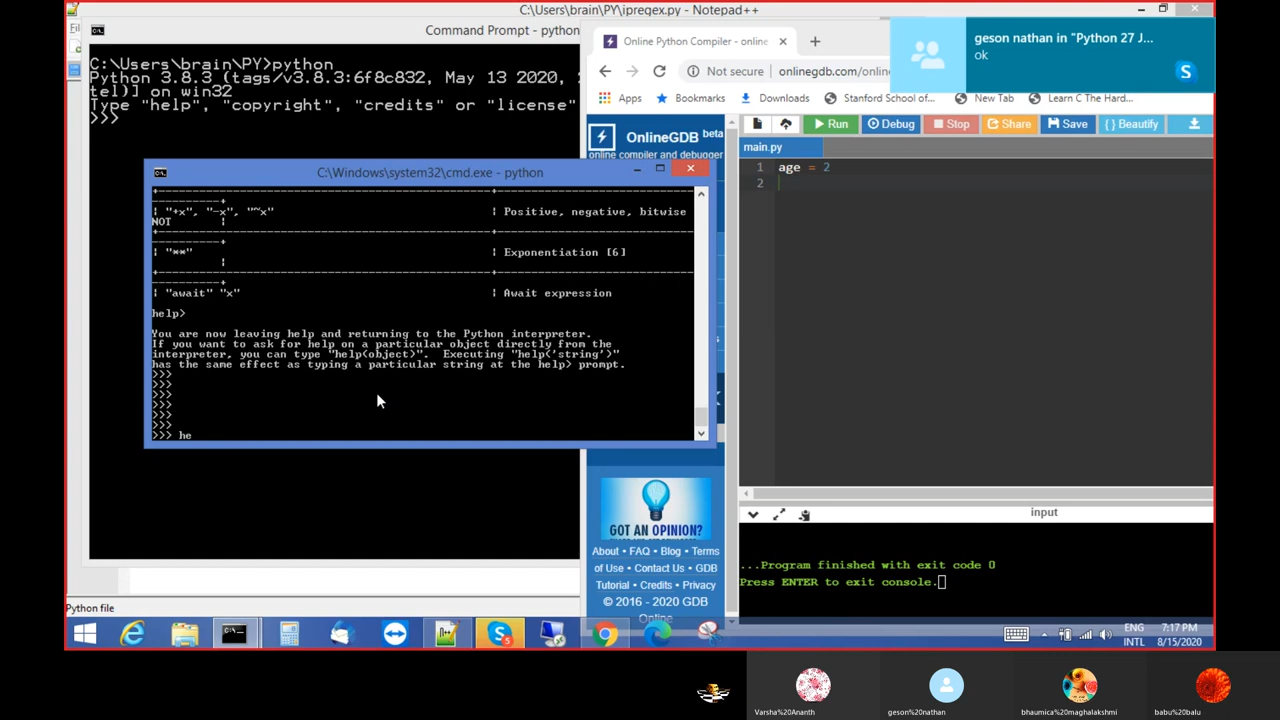 C:\Users\brain\PY\ipregex.py - Notepad++
Command Prompt - python
C:\Users\brain\PY>python
Python 3.8.3 (tags/v3.8.3:6f8c832, May 13 2020,
tel)] on win32
Type "help", "copyright", "credits" or "license"
>>>
C:\Windows\system32\cmd.exe - python
| "+x", "-x", "~x" | Positive, negative, bitwise
NOT |
| "**" | Exponentiation [6]
|
| "await" "x" | Await expression
help>
You are now leaving help and returning to the Python interpreter.
If you want to ask for help on a particular object directly from the
interpreter, you can type "help(object)".  Executing "help('string')"
has the same effect as typing a particular string at the help> prompt.
>>>
>>>
>>>
>>>
>>>
>>>
>>> he
Python file
Online Python Compiler - online
Not secure | onlinegdb.com/onlin
Apps Bookmarks Downloads Stanford School of... New Tab Learn C The Hard...
geson nathan in "Python 27 J...
ok
OnlineGDB beta
online compiler and debugger
Run Debug Stop Share Save { } Beautify
main.py
1 age = 2
2
input
...Program finished with exit code 0
Press ENTER to exit console.
GOT AN OPINION?
About • FAQ • Blog • Terms
of Use • Contact Us • GDB
Tutorial • Credits • Privacy
© 2016 - 2020 GDB
Online
ENG
INTL
7:17 PM
8/15/2020
Varsha%20Ananth
geson%20nathan
bhaumica%20maghalakshmi
babu%20balu